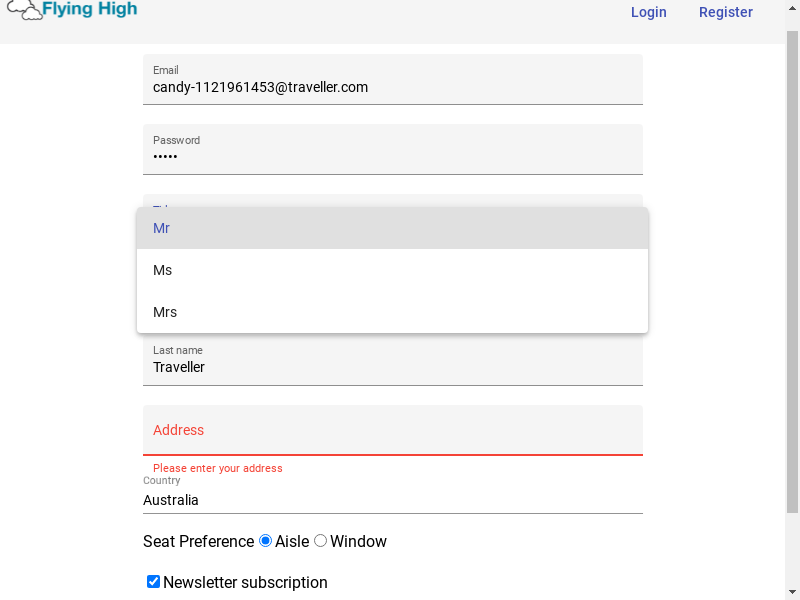 Flying High
Login Register
Email
candy-1121961453@traveller.com
Password
•••••
Mr
Ms
Mrs
Last name
Traveller
Address
Please enter your address
Country
Australia
Seat Preference Aisle Window
Newsletter subscription